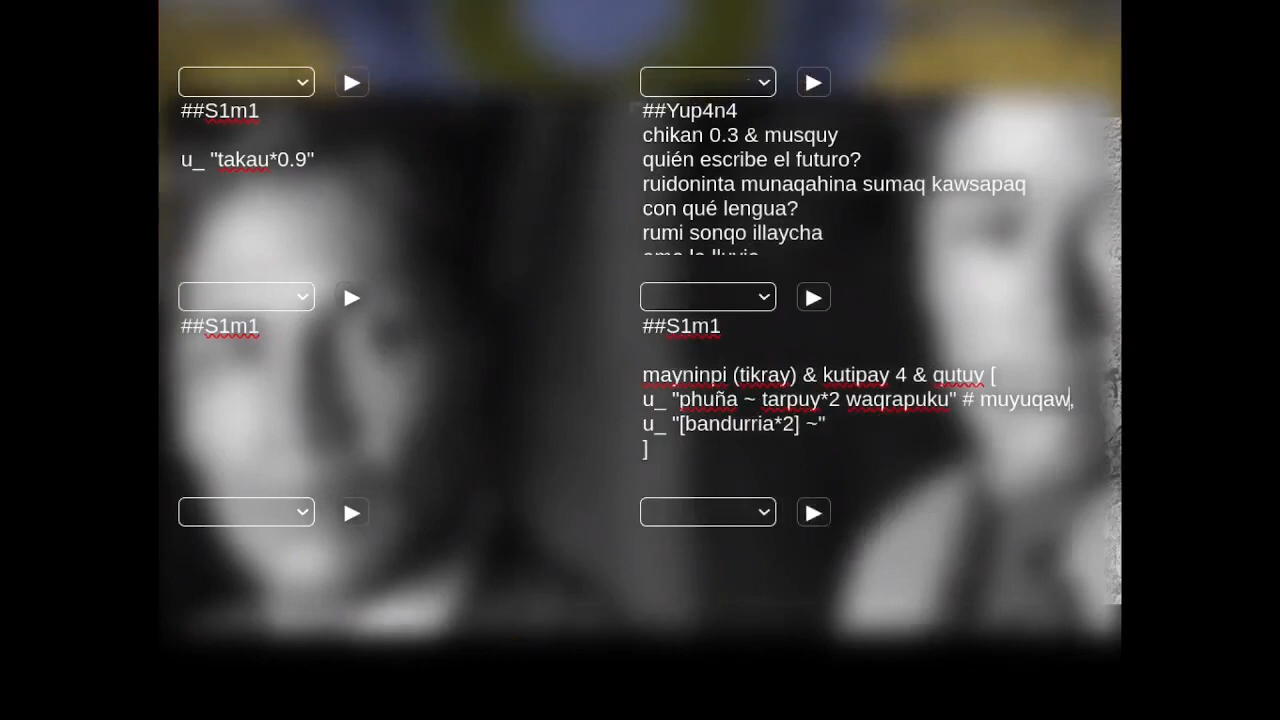 ##S1m1
u_ "takau*0.9"
##Yup4n4
chikan 0.3 & musquy
quién escribe el futuro?
ruidoninta munaqahina sumaq kawsapaq
con qué lengua?
rumi sonqo illaycha
##S1m1
##S1m1
mayninpi (tikray) & kutipay 4 & qutuy [
u_ "phuña ~ tarpuy*2 waqrapuku" # muyuqaw,
u_ "[bandurria*2] ~"
]